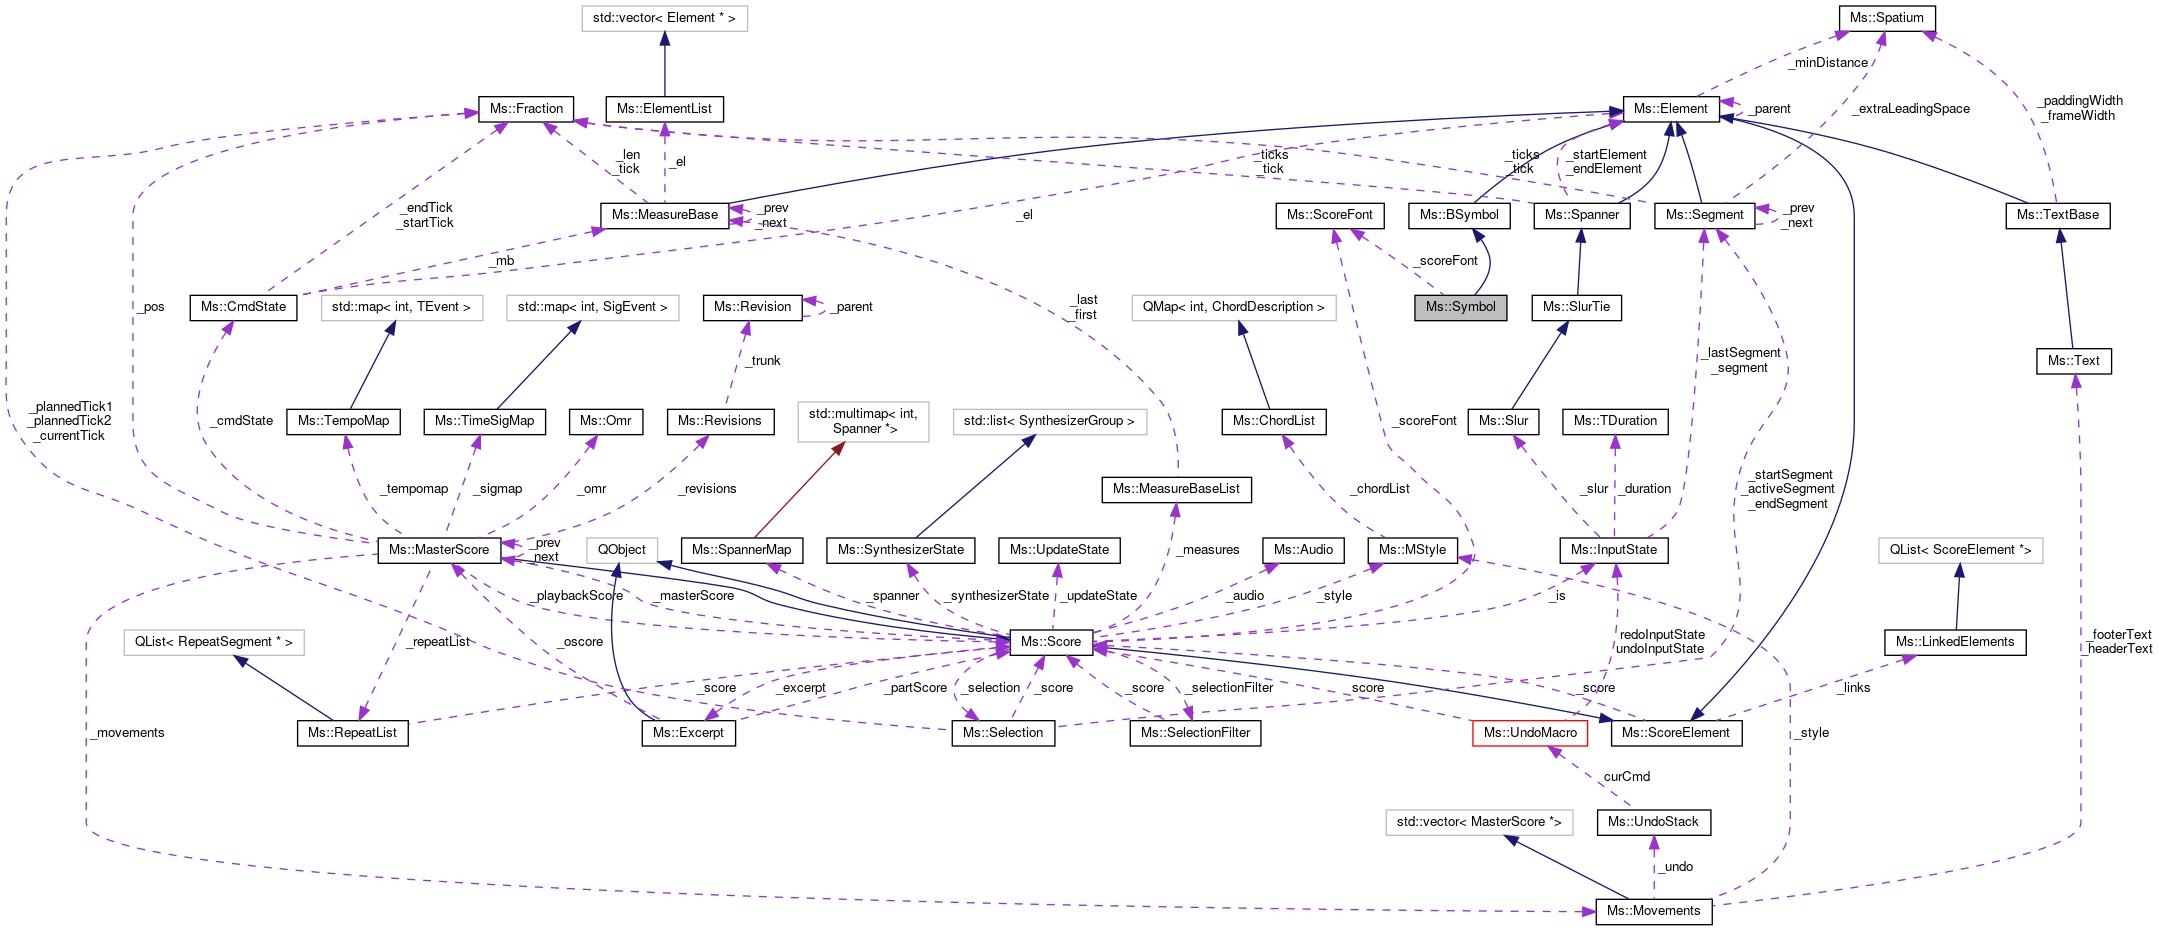 std::vector< Element * >
Ms::Spatium
_minDistance
Ms::Fraction
Ms::ElementList
Ms::Element
_parent
_extraLeadingSpace
_paddingWidth
_frameWidth
_len
_tick
_el
_ticks
_tick
_ticks
_tick
_startElement
_endElement
_endTick
_startTick
Ms::MeasureBase
_prev
_next
_el
Ms::ScoreFont
Ms::BSymbol
Ms::Spanner
Ms::Segment
_prev
_next
Ms::TextBase
_mb
_scoreFont
_pos
Ms::CmdState
std::map< int, TEvent >
std::map< int, SigEvent >
Ms::Revision
_parent
_last
_first
QMap< int, ChordDescription >
Ms::Symbol
Ms::SlurTie
_trunk
_lastSegment
_segment
Ms::Text
_plannedTick1
_plannedTick2
_currentTick
_cmdState
Ms::TempoMap
Ms::TimeSigMap
Ms::Omr
Ms::Revisions
std::multimap< int,
Spanner *>
std::list< SynthesizerGroup >
Ms::ChordList
_scoreFont
Ms::Slur
Ms::TDuration
_tempomap
_sigmap
_omr
_revisions
Ms::MeasureBaseList
_chordList
_slur
_duration
_startSegment
_activeSegment
_endSegment
Ms::MasterScore
_prev
_next
QObject
Ms::SpannerMap
Ms::SynthesizerState
Ms::UpdateState
_measures
Ms::Audio
Ms::MStyle
Ms::InputState
QList< ScoreElement *>
_playbackScore
_masterScore
_spanner
_synthesizerState
_updateState
_audio
_style
_is
QList< RepeatSegment * >
_repeatList
_oscore
Ms::Score
redoInputState
undoInputState
Ms::LinkedElements
_footerText
_headerText
_score
_excerpt
_partScore
_selection
_score
_score
_selectionFilter
score
_score
_links
_movements
Ms::RepeatList
Ms::Excerpt
Ms::Selection
Ms::SelectionFilter
Ms::UndoMacro
Ms::ScoreElement
_style
curCmd
std::vector< MasterScore *>
Ms::UndoStack
_undo
Ms::Movements